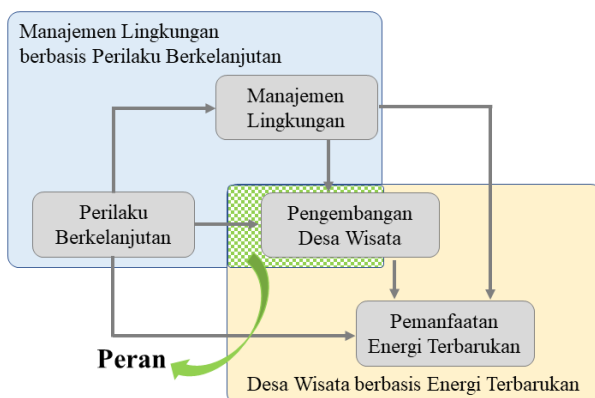 Manajemen Lingkungan
berbasis Perilaku Berkelanjutan
Manajemen
Lingkungan
Perilaku
Berkelanjutan
Pengembangan
Desa Wisata
Pemanfaatan
Energi Terbarukan
Peran
Desa Wisata berbasis Energi Terbarukan